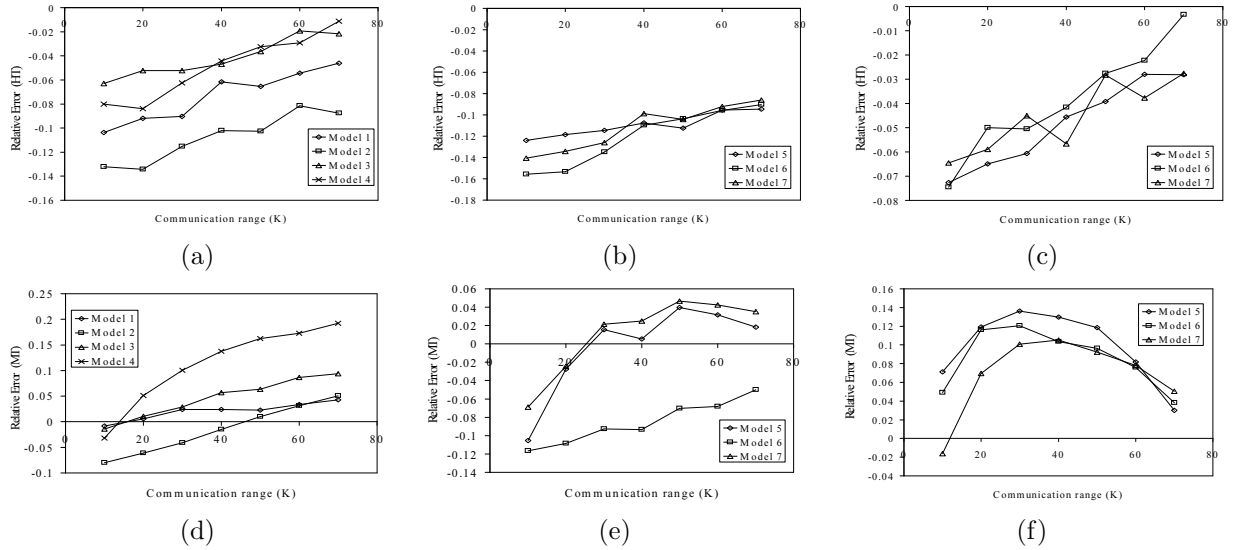 0 20 40 60 80
0
-0.02
-0.04
-0.06
-0.08
-0.1
-0.12
-0.14
-0.16
Relative Error (HT)
Communication range (K)
Model 1
Model 2
Model 3
Model 4
(a)
0 20 40 60 80
0
-0.02
-0.04
-0.06
-0.08
-0.1
-0.12
-0.14
-0.16
-0.18
Relative Error (HT)
Communication range (K)
Model 5
Model 6
Model 7
(b)
0 20 40 60 80
0
-0.01
-0.02
-0.03
-0.04
-0.05
-0.06
-0.07
-0.08
Relative Error (HT)
Communication range (K)
Model 5
Model 6
Model 7
(c)
0.25
0.2
0.15
0.1
0.05
0
-0.05
-0.1
0 20 40 60 80
Relative Error (MI)
Communication range (K)
Model 1
Model 2
Model 3
Model 4
(d)
0.06
0.04
0.02
0
-0.02
-0.04
-0.06
-0.08
-0.1
-0.12
-0.14
0 20 40 60 80
Relative Error (MI)
Communication range (K)
Model 5
Model 6
Model 7
(e)
0.16
0.14
0.12
0.1
0.08
0.06
0.04
0.02
0
-0.02
-0.04
0 20 40 60 80
Relative Error (MI)
Communication range (K)
Model 5
Model 6
Model 7
(f)